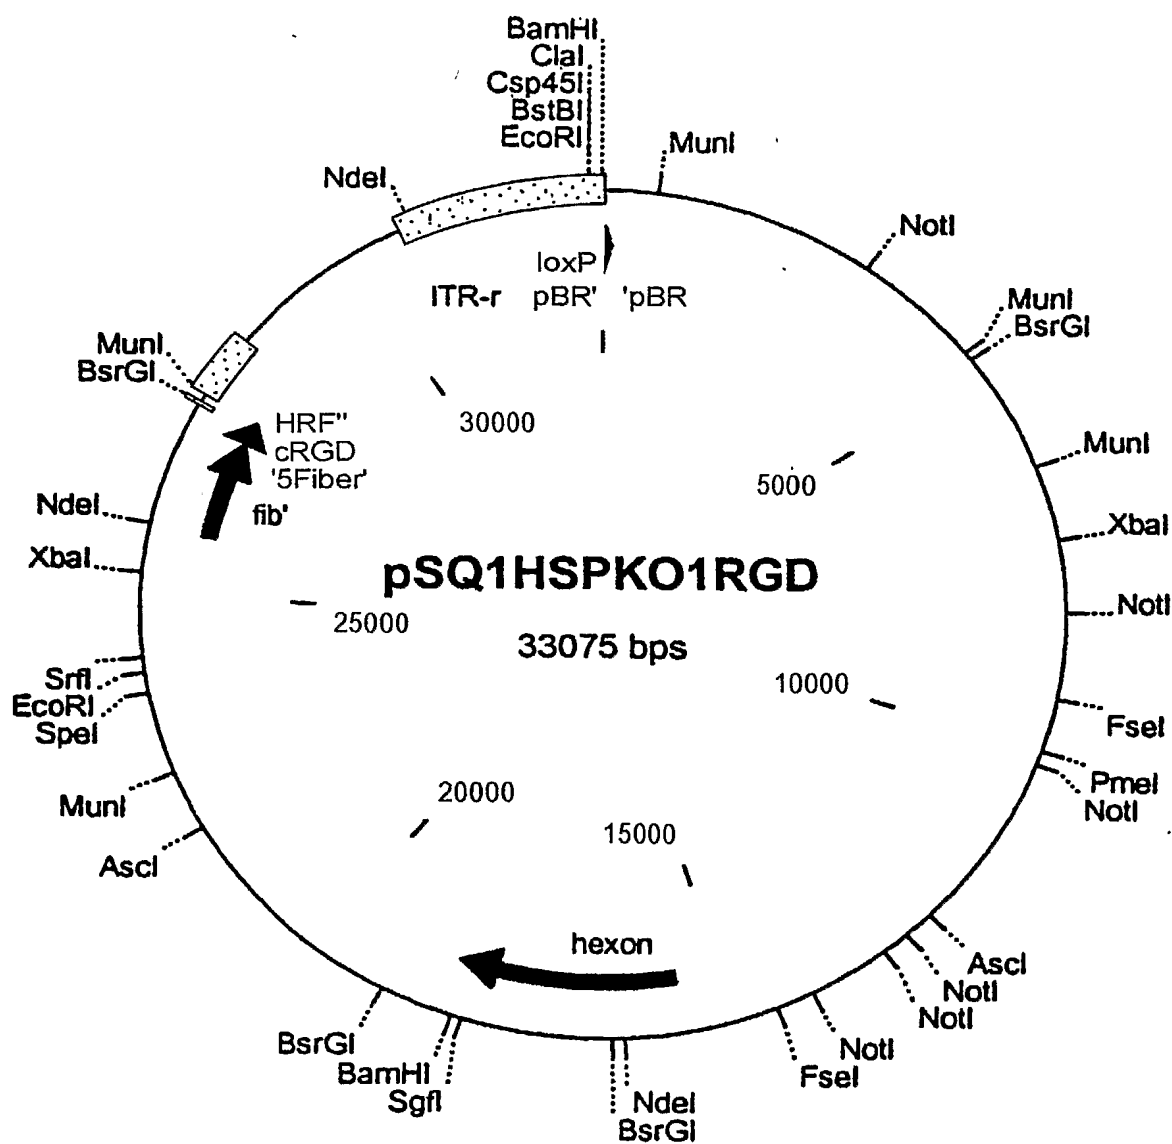 BamHI
ClaI
Csp45I
BstBI
EcoRI
MunI
NdeI
NotI
loxP
ITR-r pBR' 'pBR
MunI
BsrGI
MunI
BsrGI
30000
HRF"
cRGD
'5Fiber'
fib'
5000
MunI
NdeI
XbaI
XbaI
pSQ1HSPKO1RGD
25000
NotI
33075 bps
10000
SrfI
EcoRI
SpeI
FseI
PmeI
NotI
MunI
20000
15000
AscI
hexon
AscI
NotI
NotI
BsrGI
BamHI
SgfI
NotI
FseI
NdeI
BsrGI